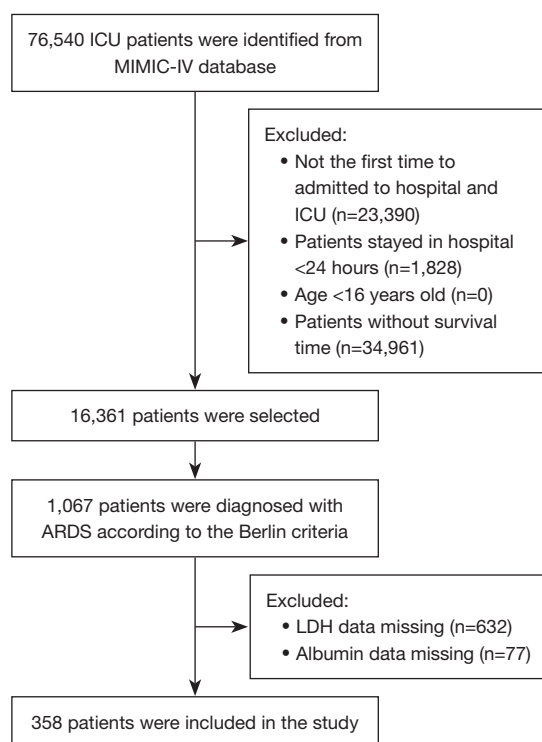 76,540 ICU patients were identified from
MIMIC-IV database
Excluded:
• Not the first time to
admitted to hospital and
ICU (n=23,390)
• Patients stayed in hospital
<24 hours (n=1,828)
• Age <16 years old (n=0)
• Patients without survival
time (n=34,961)
16,361 patients were selected
1,067 patients were diagnosed with
ARDS according to the Berlin criteria
Excluded:
• LDH data missing (n=632)
• Albumin data missing (n=77)
358 patients were included in the study